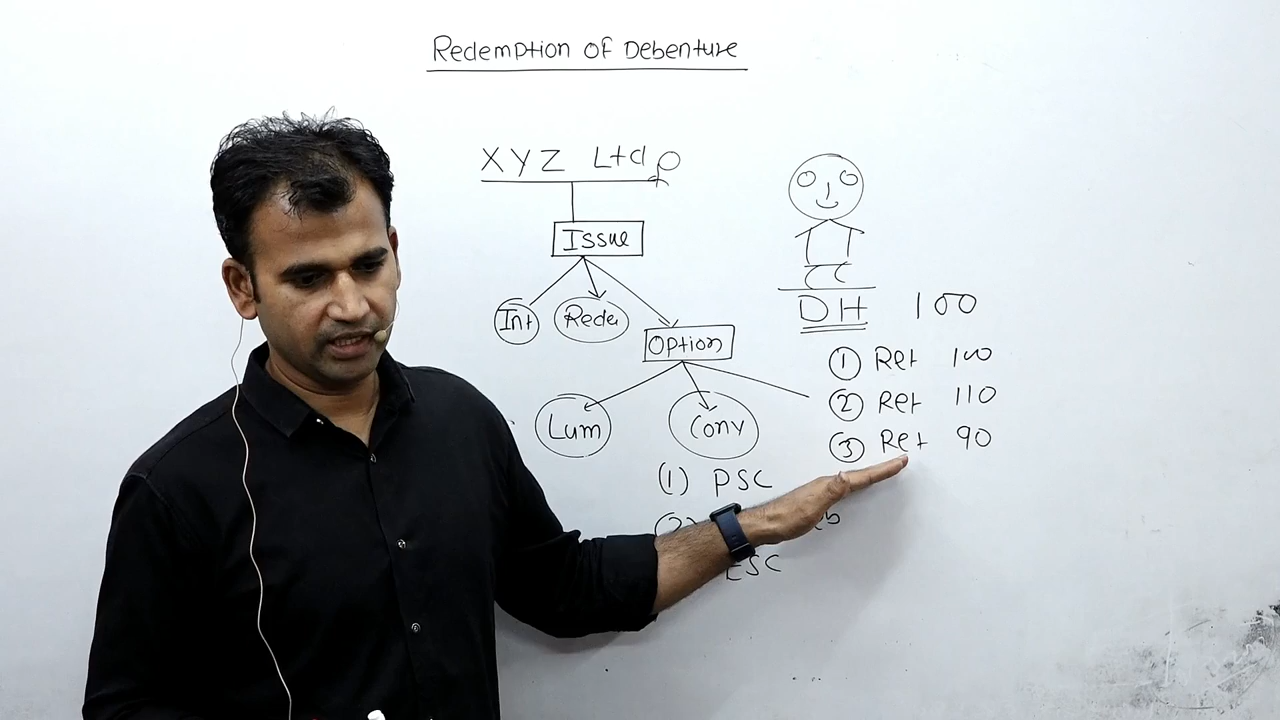 Redemption of Debenture
XYZ Ltd
Issue
Int Rede
Option
Lum Conv
(1) PSC
ESC
DH 100
① Ret 100
② Ret 110
③ Ret 90